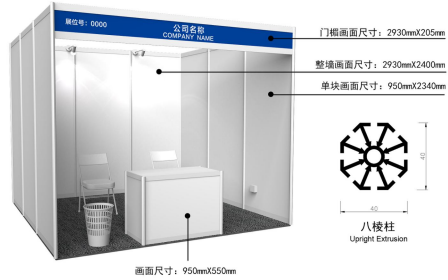 展位号：0000
公司名称
COMPANY NAME
门楣画面尺寸：2930mmX205mm
整墙画面尺寸：2930mmX2400mm
单块画面尺寸：950mmX2340mm
40
40
八棱柱
Upright Extrusion
画面尺寸：950mmX550mm